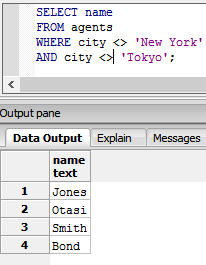 SELECT name
FROM agents
WHERE city <> 'New York'
AND city <> 'Tokyo';
Output pane
Data Output Explain Messages
name
text
1 Jones
2 Otasi
3 Smith
4 Bond